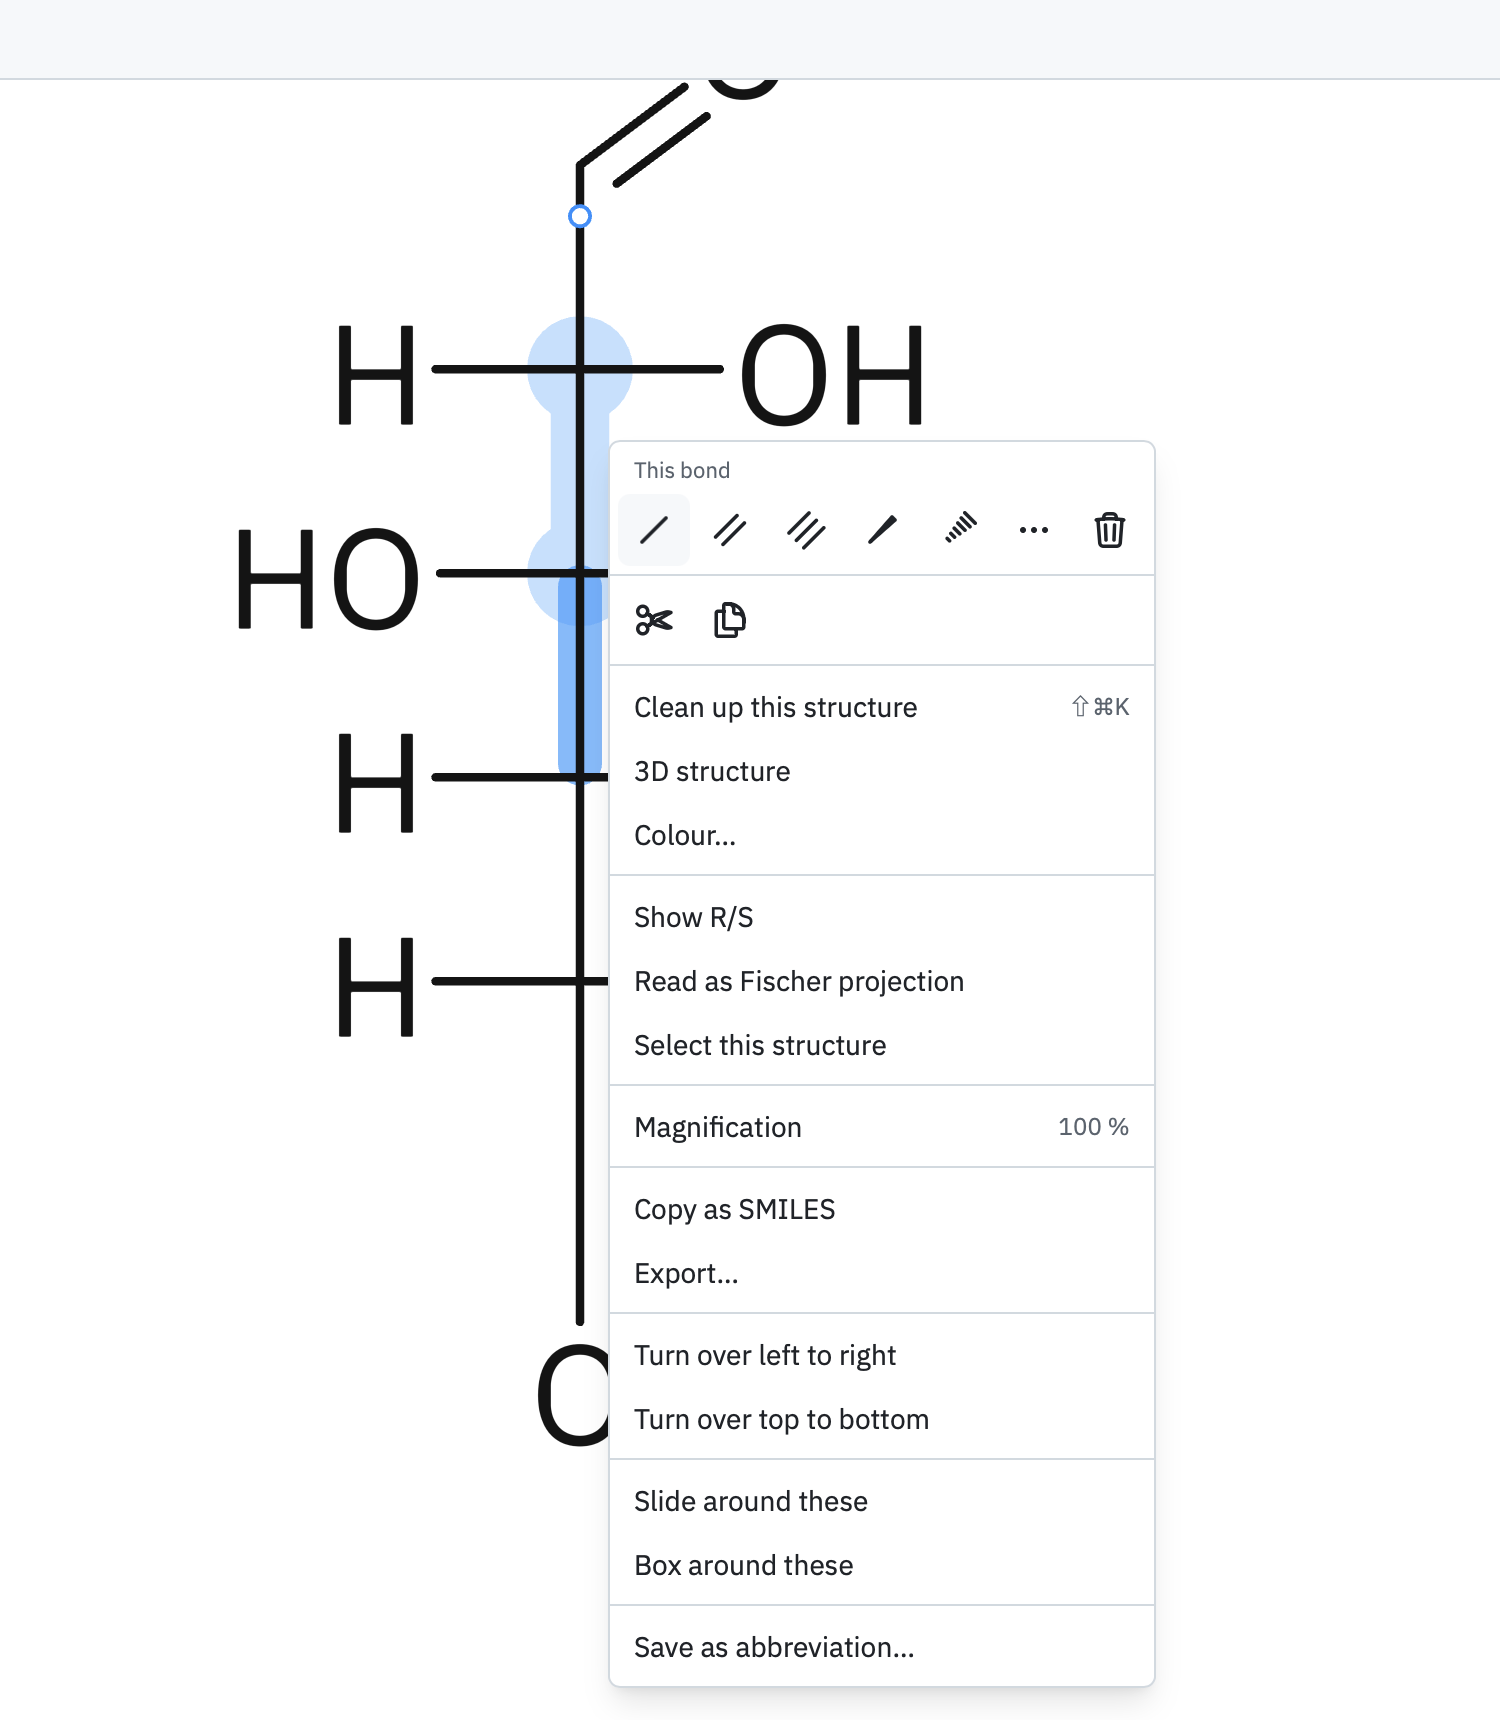 H OH
This bond
HO
Clean up this structure ⇧⌘K
H
3D structure
Colour...
Show R/S
H
Read as Fischer projection
Select this structure
Magnification 100 %
Copy as SMILES
Export...
Turn over left to right
Turn over top to bottom
Slide around these
Box around these
Save as abbreviation...